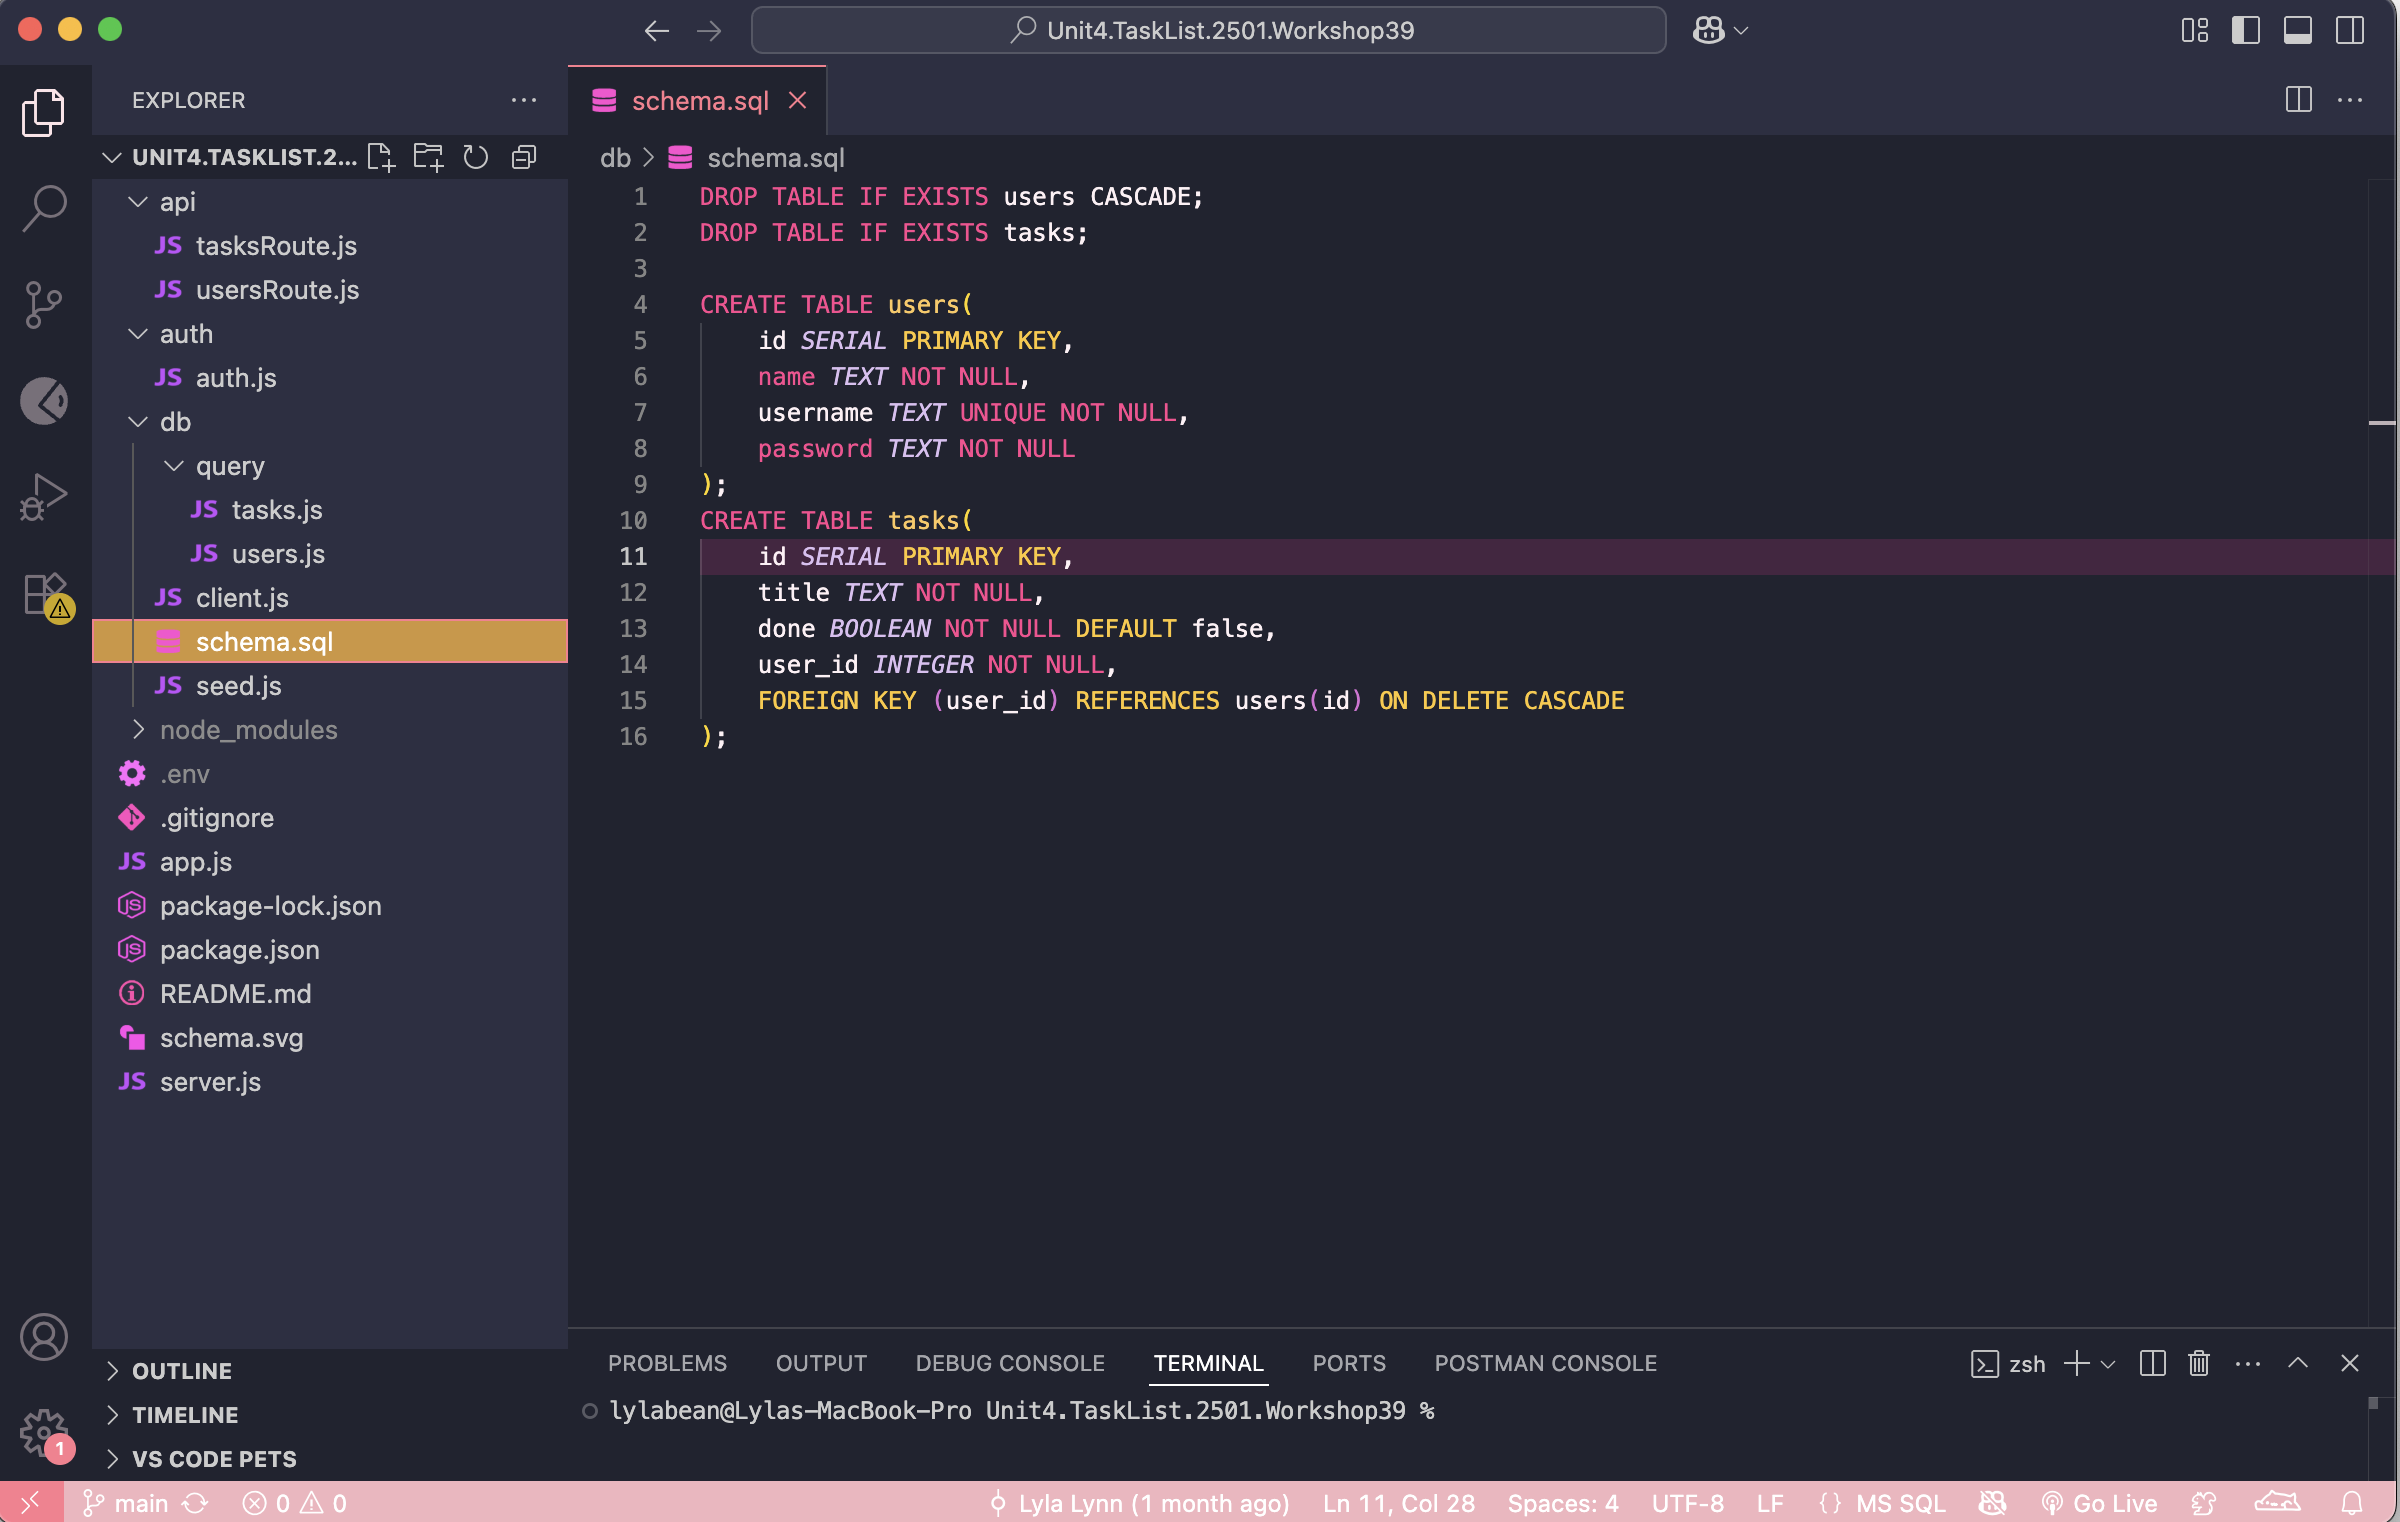 Unit4.TaskList.2501.Workshop39
EXPLORER
schema.sql
UNIT4.TASKLIST.2...
db > schema.sql
api
JS tasksRoute.js
JS usersRoute.js
auth
JS auth.js
db
query
JS tasks.js
JS users.js
JS client.js
schema.sql
JS seed.js
node_modules
.env
.gitignore
JS app.js
package-lock.json
package.json
README.md
schema.svg
JS server.js
OUTLINE
TIMELINE
VS CODE PETS
1
1 DROP TABLE IF EXISTS users CASCADE;
2 DROP TABLE IF EXISTS tasks;
3
4 CREATE TABLE users(
5 id SERIAL PRIMARY KEY,
6 name TEXT NOT NULL,
7 username TEXT UNIQUE NOT NULL,
8 password TEXT NOT NULL
9 );
10 CREATE TABLE tasks(
11 id SERIAL PRIMARY KEY,
12 title TEXT NOT NULL,
13 done BOOLEAN NOT NULL DEFAULT false,
14 user_id INTEGER NOT NULL,
15 FOREIGN KEY (user_id) REFERENCES users(id) ON DELETE CASCADE
16 );
PROBLEMS OUTPUT DEBUG CONSOLE TERMINAL PORTS POSTMAN CONSOLE zsh
lylabean@Lylas-MacBook-Pro Unit4.TaskList.2501.Workshop39 %
main 0 0 Lyla Lynn (1 month ago) Ln 11, Col 28 Spaces: 4 UTF-8 LF {} MS SQL Go Live